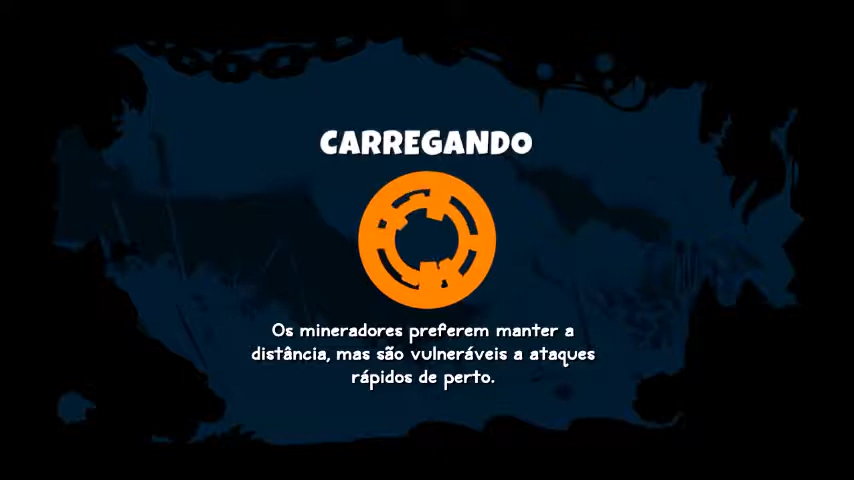 CARREGANDO
Os mineradores preferem manter a
distância, mas são vulneráveis a ataques
rápidos de perto.